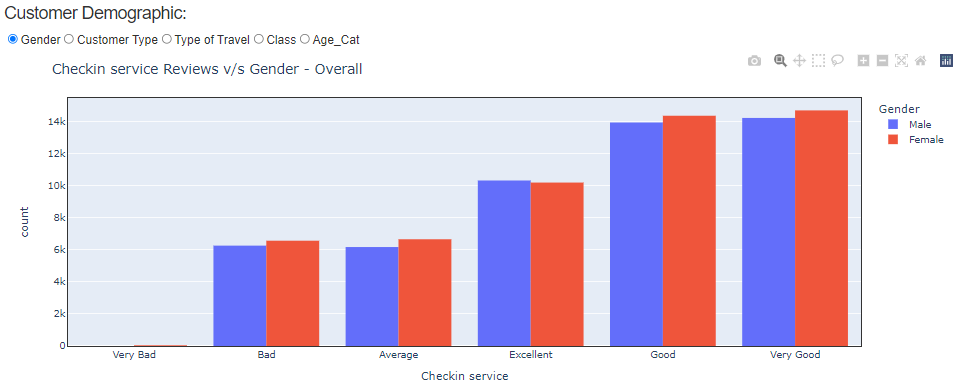 Customer Demographic:
Gender Customer Type Type of Travel Class Age_Cat
Checkin service Reviews v/s Gender - Overall
Gender
Male
Female
14k
12k
10k
8k
6k
4k
2k
0
count
Very Bad Bad Average Excellent Good Very Good
Checkin service